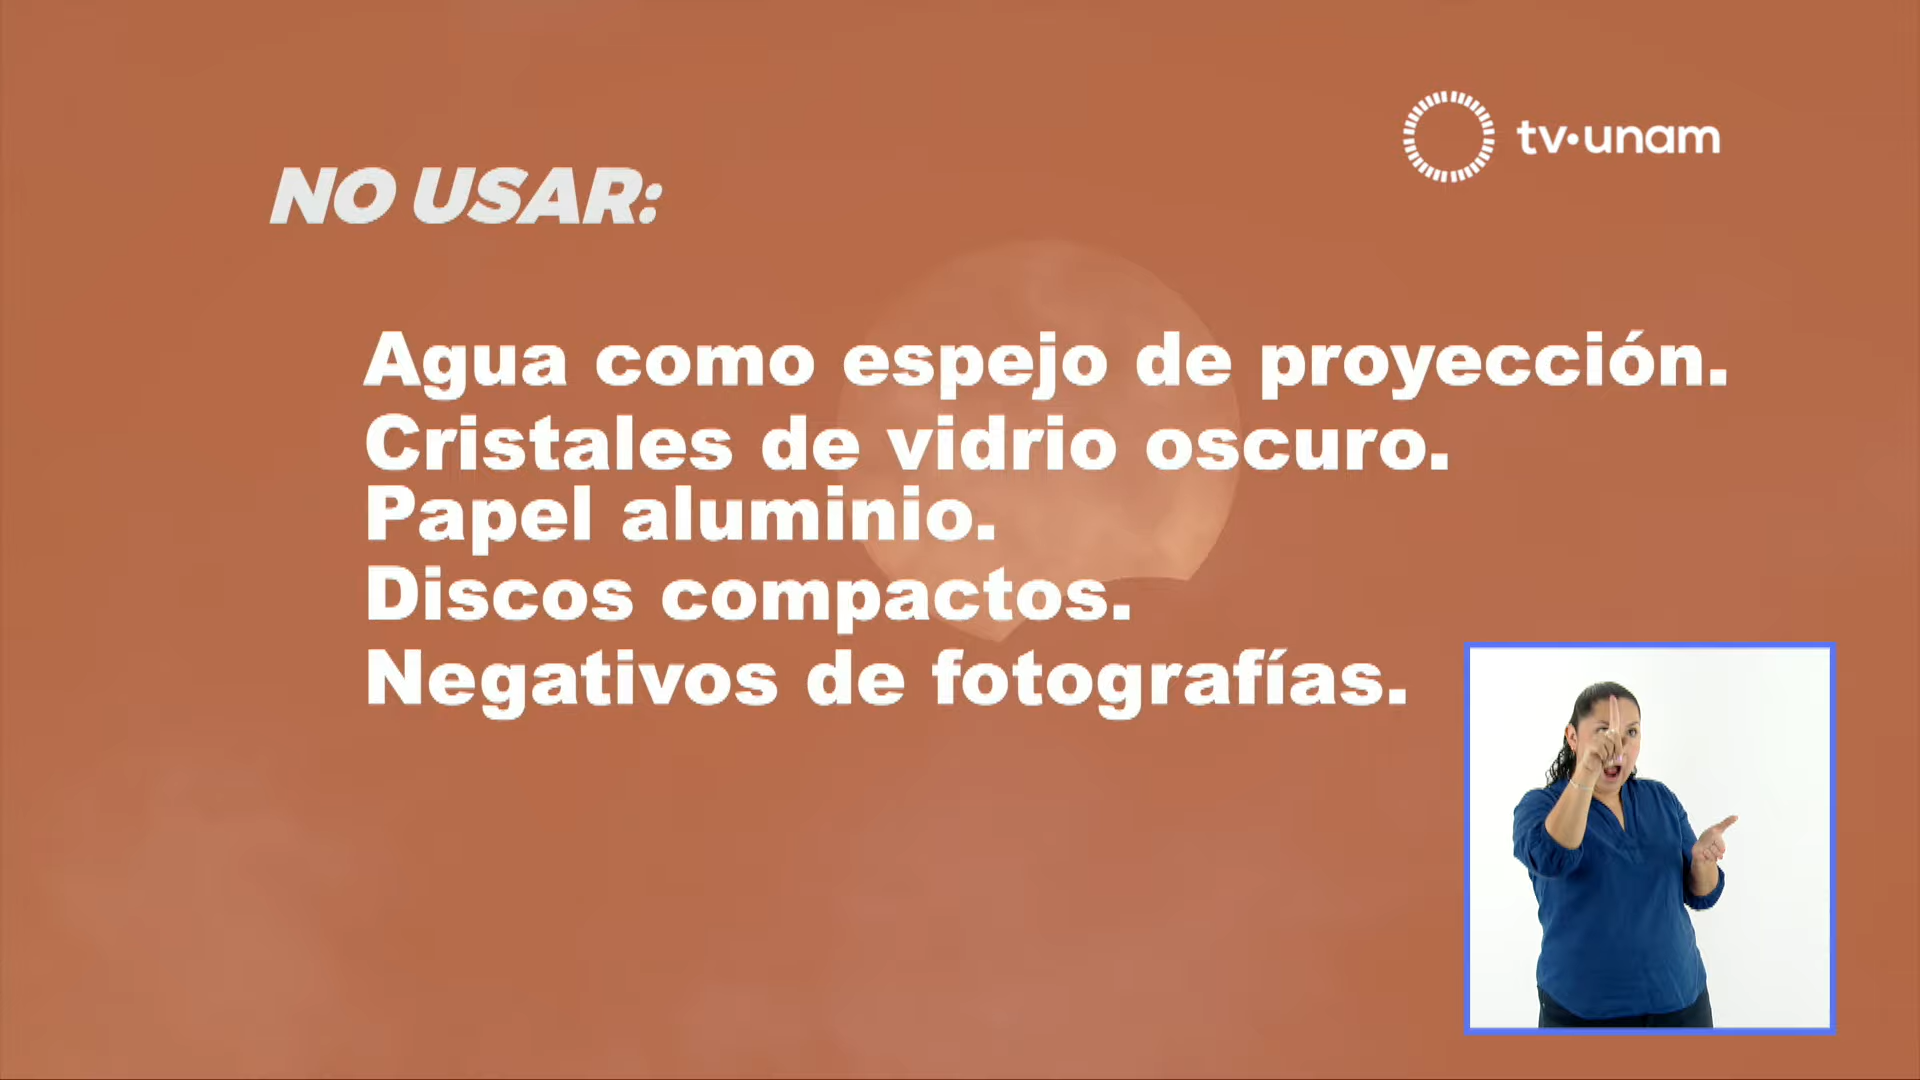 tv·unam
NO USAR:
Agua como espejo de proyección.
Cristales de vidrio oscuro.
Papel aluminio.
Discos compactos.
Negativos de fotografías.